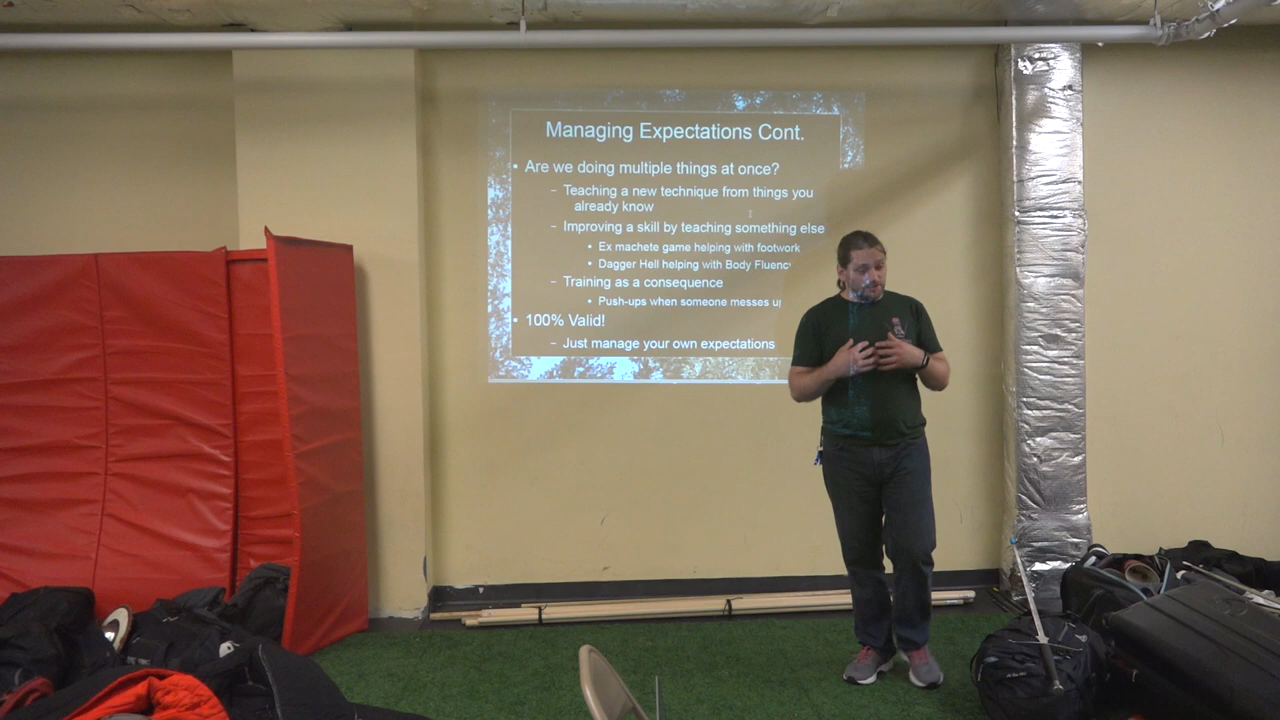 Managing Expectations Cont.
• Are we doing multiple things at once?
– Teaching a new technique from things you
already know
– Improving a skill by teaching something else
• Ex machete game helping with footwork
• Dagger Hell helping with Body Fluenc
– Training as a consequence
• Push-ups when someone messes u
• 100% Valid!
– Just manage your own expectations